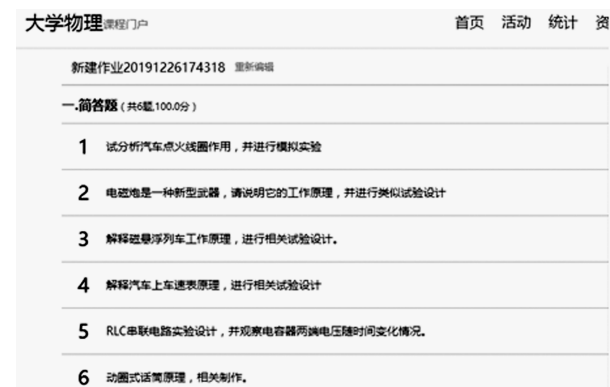 大学物理课程门户
首页 活动 统计 资
新建作业20191226174318 重新编辑
一.简答题（共6题,100.0分）
1 试分析汽车点火线圈作用，并进行模拟实验
2 电磁炮是一种新型武器，请说明它的工作原理，并进行类似试验设计
3 解释磁悬浮列车工作原理，进行相关试验设计。
4 解释汽车上车速表原理，进行相关试验设计
5 RLC串联电路实验设计，并观察电容器两端电压随时间变化情况。
6 动圈式话筒原理，相关制作。